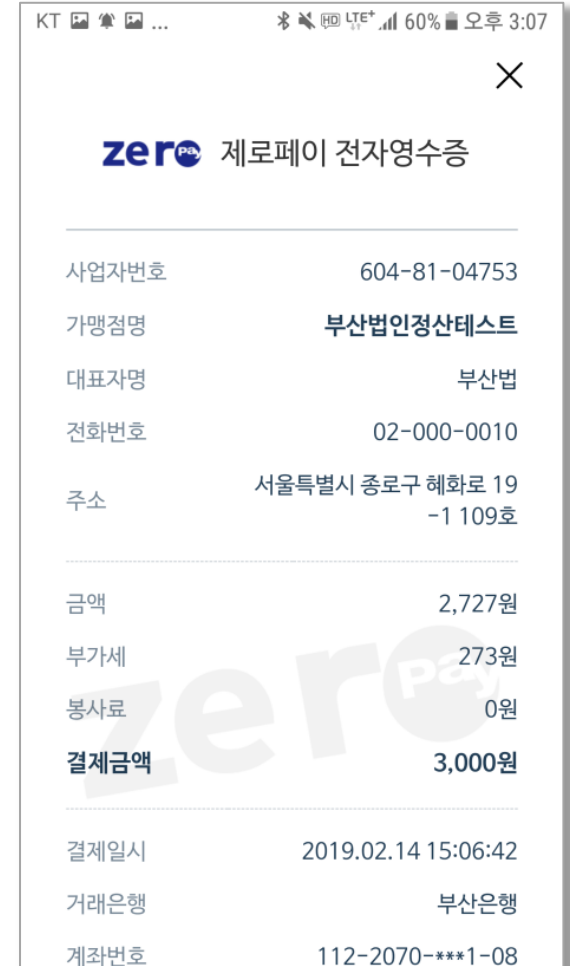 KT ... HD LTE+ 60% 오후 3:07
zero Pay 제로페이 전자영수증
사업자번호 604-81-04753
가맹점명 부산법인정산테스트
대표자명 부산법
전화번호 02-000-0010
주소 서울특별시 종로구 혜화로 19
-1 109호
금액 2,727원
부가세 273원
봉사료 0원
결제금액 3,000원
zero Pay
결제일시 2019.02.14 15:06:42
거래은행 부산은행
계좌번호 112-2070-***1-08